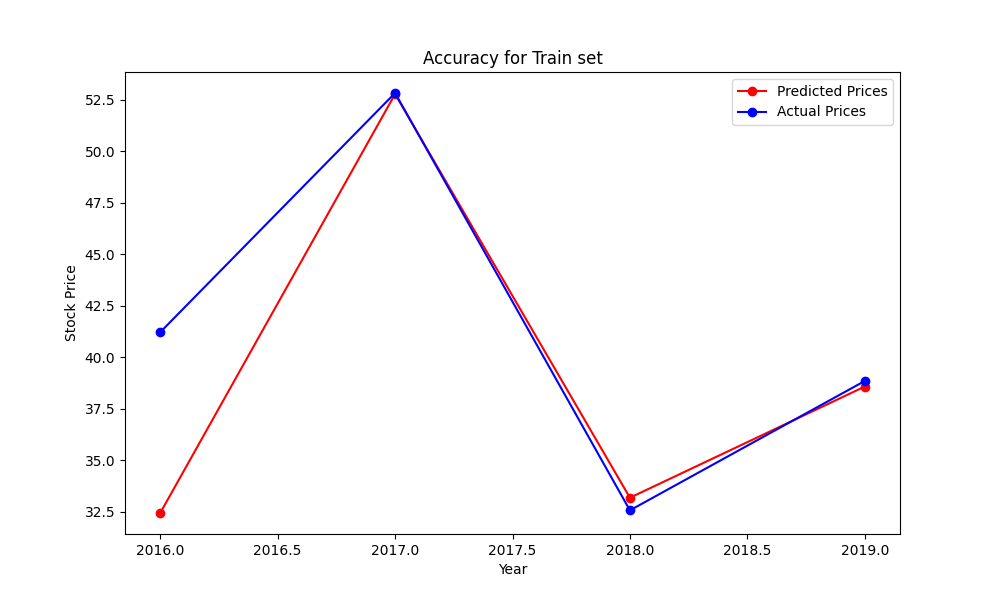 Accuracy for Train set
Predicted Prices
Actual Prices
52.5
50.0
47.5
45.0
42.5
40.0
37.5
35.0
32.5
Stock Price
2016.0 2016.5 2017.0 2017.5 2018.0 2018.5 2019.0
Year